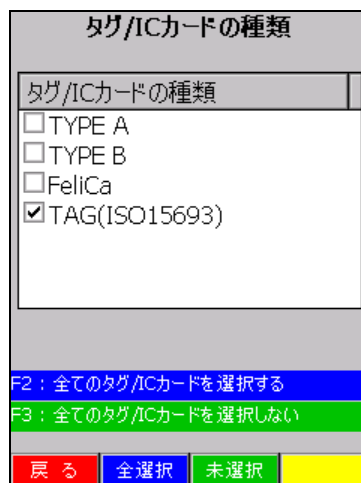 タグ/ICカードの種類
タグ/ICカードの種類
TYPE A
TYPE B
FeliCa
TAG(ISO15693)
F2：全てのタグ/ICカードを選択する
F3：全てのタグ/ICカードを選択しない
戻 る 全選択 未選択